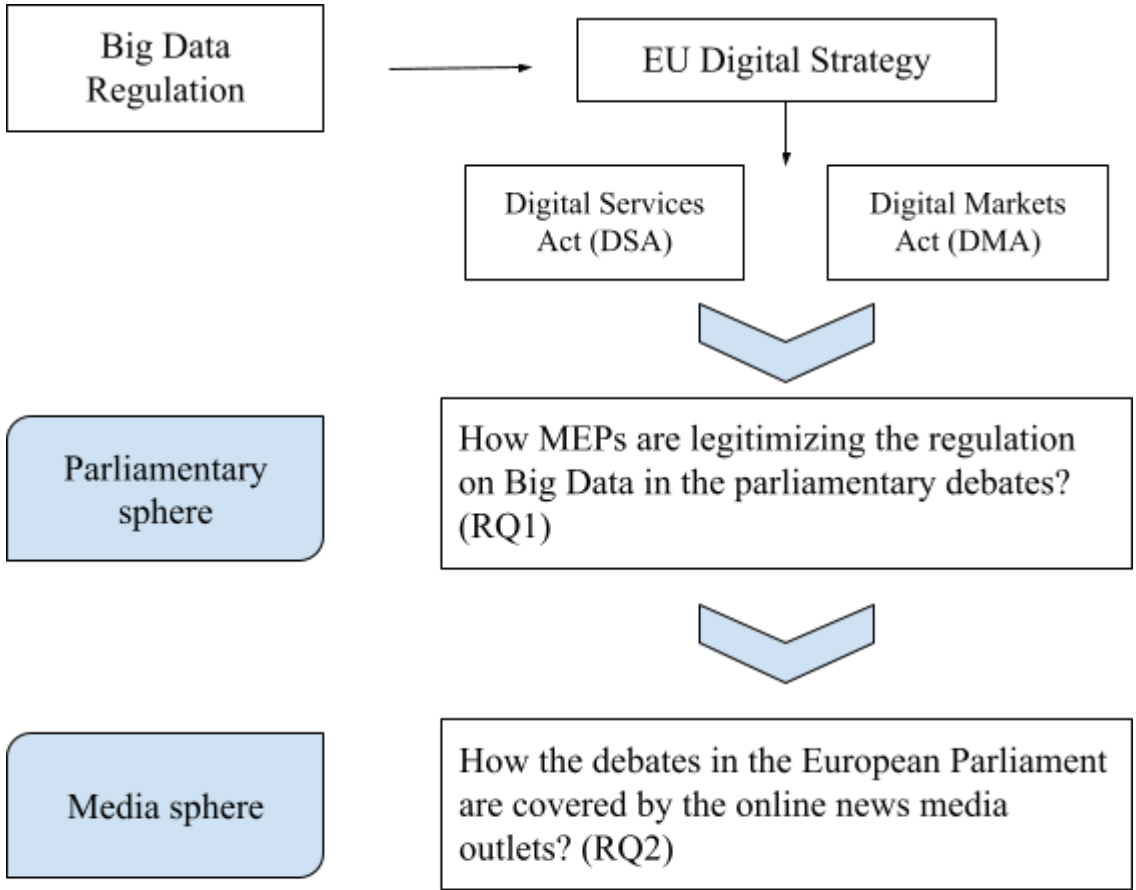 Big Data
Regulation
EU Digital Strategy
Digital Services
Act (DSA)
Digital Markets
Act (DMA)
Parliamentary
sphere
How MEPs are legitimizing the regulation
on Big Data in the parliamentary debates?
(RQ1)
Media sphere
How the debates in the European Parliament
are covered by the online news media
outlets? (RQ2)